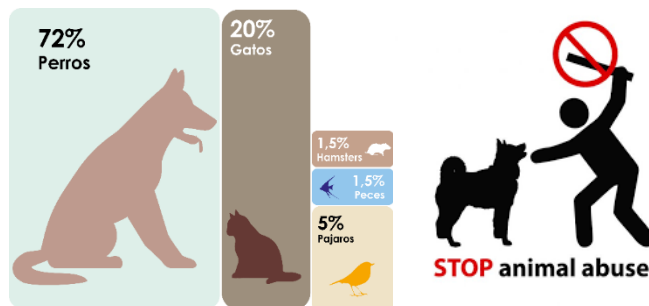 72%
Perros
20%
Gatos
1,5%
Hamsters
1,5%
Peces
5%
Pajaros
STOP animal abuse